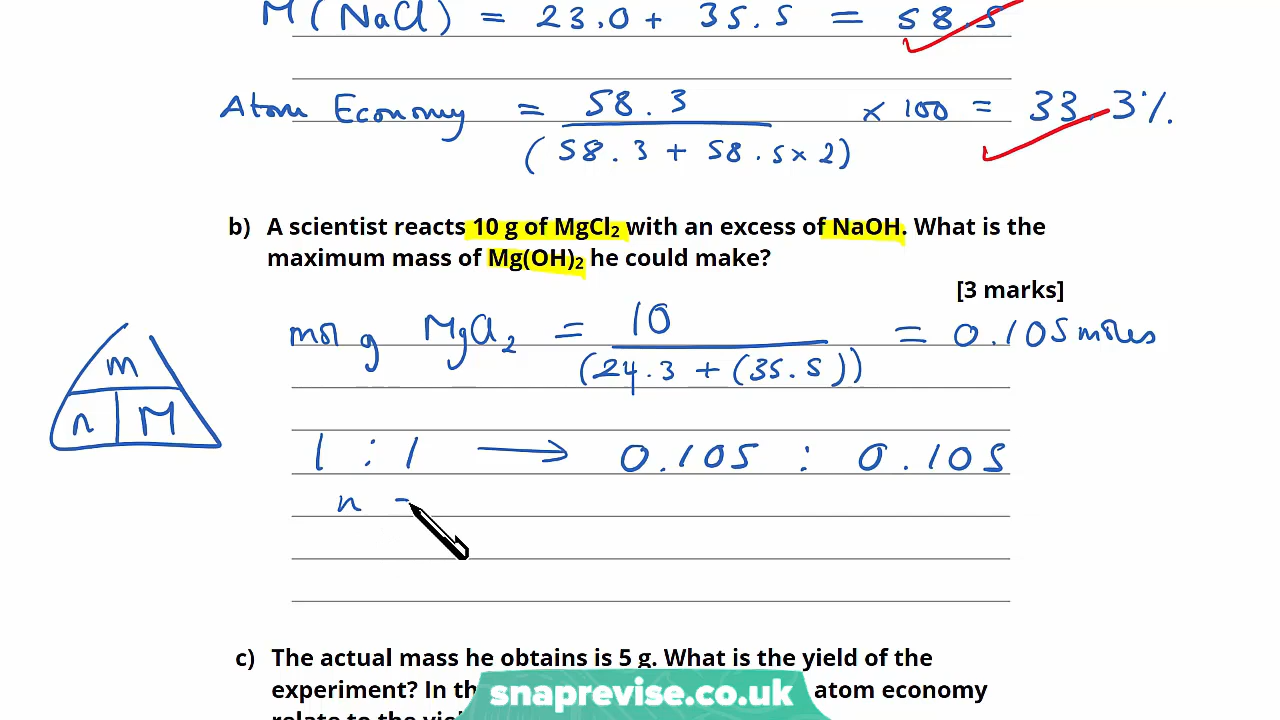 M (NaCl) = 23.0 + 35.5 = 58.5
Atom Economy = 58.3 / (58.3 + 58.5 x 2) x 100 = 33.3%.
b) A scientist reacts 10 g of MgCl₂ with an excess of NaOH. What is the
maximum mass of Mg(OH)₂ he could make?
[3 marks]
mol g MgCl₂ = 10 / (24.3 + (35.5)) = 0.105 moles
m
n M
1 : 1 → 0.105 : 0.105
n
c) The actual mass he obtains is 5 g. What is the yield of the
experiment? In th atom economy
snaprevise.co.uk
relate to the